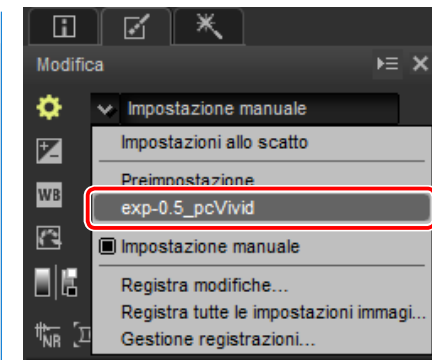 Modifica
Impostazione manuale
Impostazioni allo scatto
Preimpostazione
WB
exp-0.5_pcVivid
Impostazione manuale
Registra modifiche...
Registra tutte le impostazioni immagi...
NR
Gestione registrazioni...